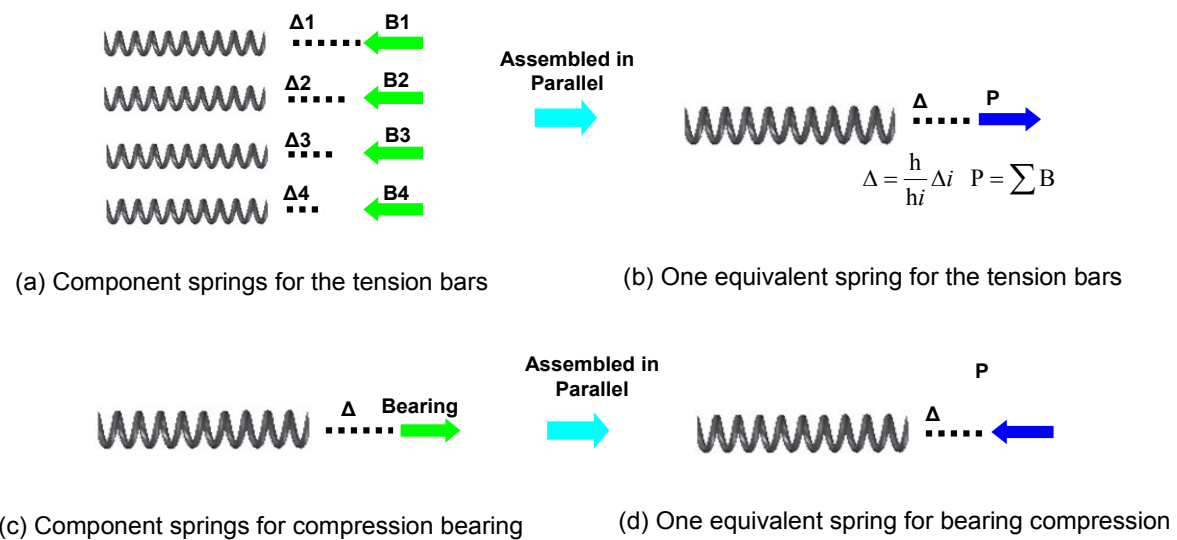 Δ1 B1
Δ2 B2
Δ3 B3
Δ4 B4
Assembled in
Parallel
Δ P
Δ = h/hi Δi P = ∑ B
(a) Component springs for the tension bars
(b) One equivalent spring for the tension bars
Δ Bearing
Assembled in
Parallel
P
Δ
(c) Component springs for compression bearing
(d) One equivalent spring for bearing compression